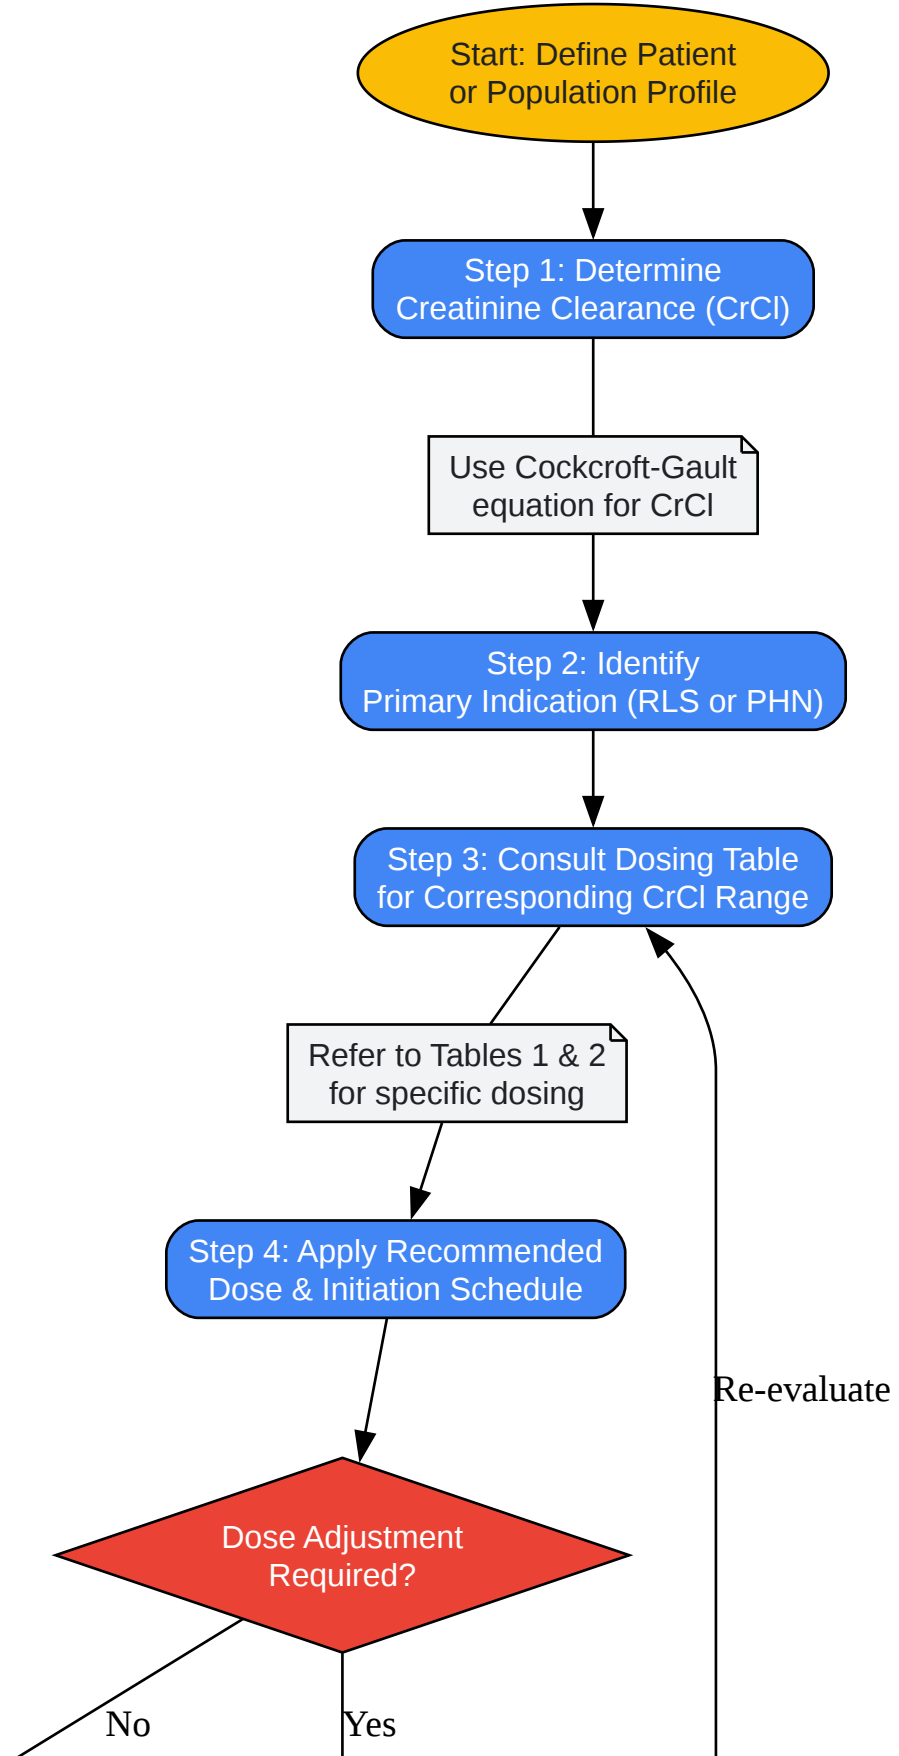 Start: Define Patient
or Population Profile
Step 1: Determine
Creatinine Clearance (CrCl)
Use Cockcroft-Gault
equation for CrCl
Step 2: Identify
Primary Indication (RLS or PHN)
Step 3: Consult Dosing Table
for Corresponding CrCl Range
Refer to Tables 1 & 2
for specific dosing
Step 4: Apply Recommended
Dose & Initiation Schedule
Re-evaluate
Dose Adjustment
Required?
No
Yes